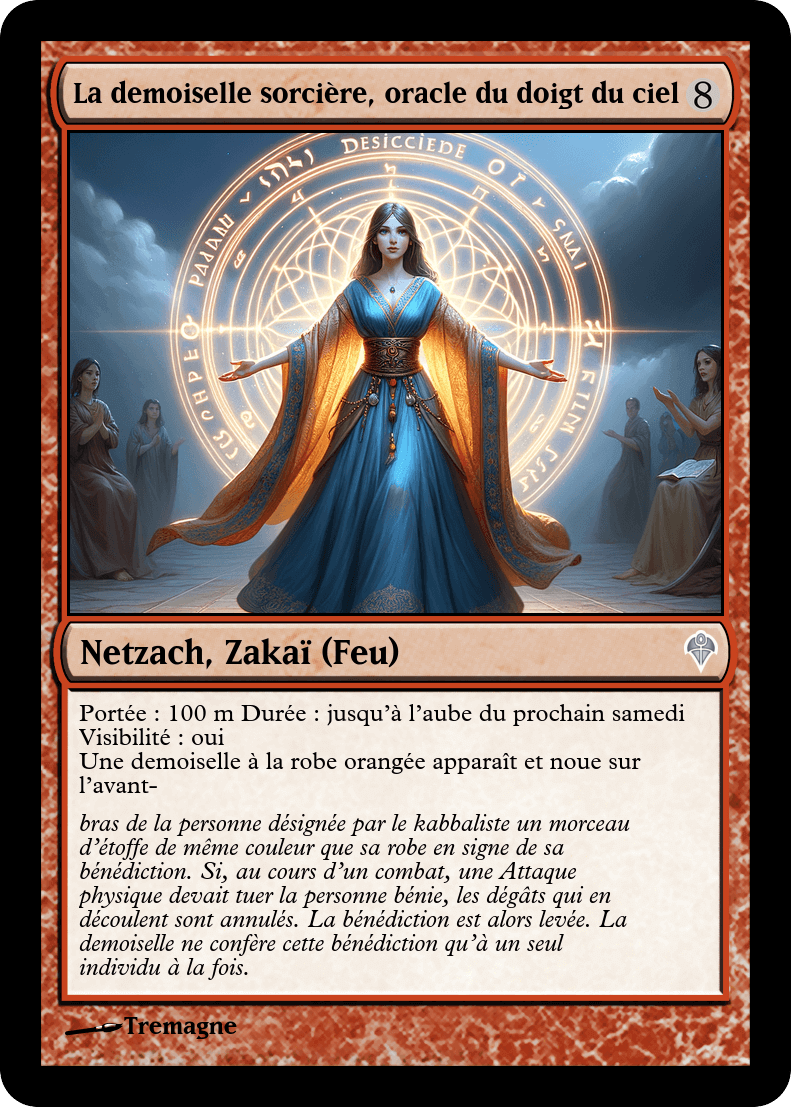 La demoiselle sorcière, oracle du doigt du ciel 8
DESICCÌEDE
Netzach, Zakaï (Feu)
Portée : 100 m Durée : jusqu'à l'aube du prochain samedi
Visibilité : oui
Une demoiselle à la robe orangée apparaît et noue sur
l'avant-
bras de la personne désignée par le kabbaliste un morceau
d'étoffe de même couleur que sa robe en signe de sa
bénédiction. Si, au cours d'un combat, une Attaque
physique devait tuer la personne bénie, les dégâts qui en
découlent sont annulés. La bénédiction est alors levée. La
demoiselle ne confère cette bénédiction qu'à un seul
individu à la fois.
Tremagne